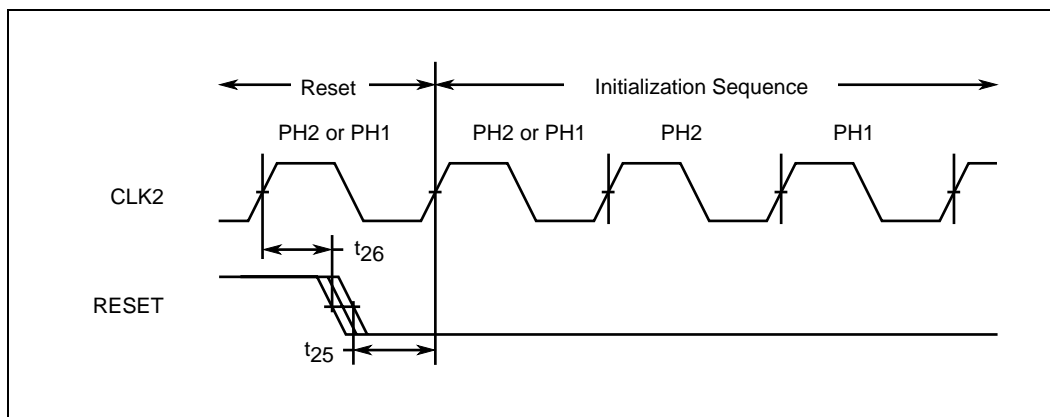 Reset Initialization Sequence
PH2 or PH1 PH2 or PH1 PH2 PH1
CLK2
t26
RESET
t25